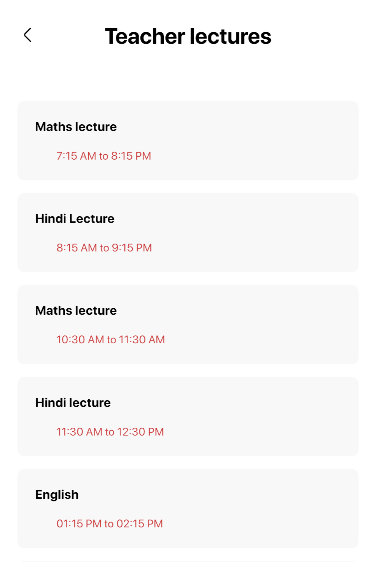 Teacher lectures
Maths lecture
7:15 AM to 8:15 PM
Hindi Lecture
8:15 AM to 9:15 PM
Maths lecture
10:30 AM to 11:30 AM
Hindi lecture
11:30 AM to 12:30 PM
English
01:15 PM to 02:15 PM